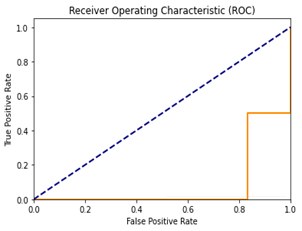 Receiver Operating Characteristic (ROC)
True Positive Rate
1.0
0.8
0.6
0.4
0.2
0.0
0.0 0.2 0.4 0.6 0.8 1.0
False Positive Rate